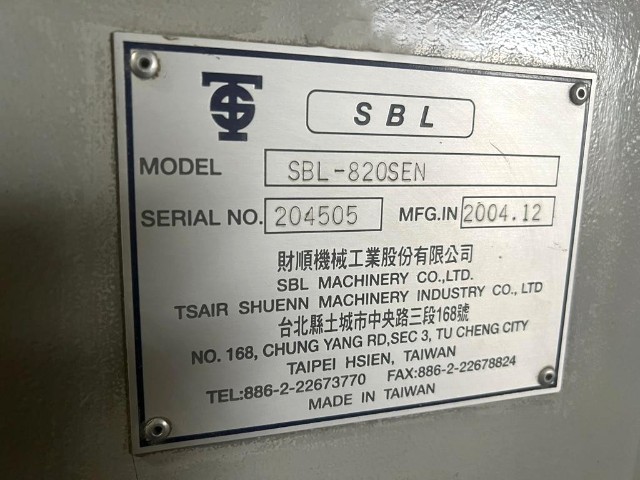 TS
SBL
MODEL SBL-820SEN
SERIAL NO. 204505 MFG.IN 2004.12
財順機械工業股份有限公司
SBL MACHINERY CO.,LTD.
TSAIR SHUENN MACHINERY INDUSTRY CO., LTD
台北縣土城市中央路三段168號
NO. 168, CHUNG YANG RD,SEC 3, TU CHENG CITY
TAIPEI HSIEN, TAIWAN
TEL:886-2-22673770 FAX:886-2-22678824
MADE IN TAIWAN